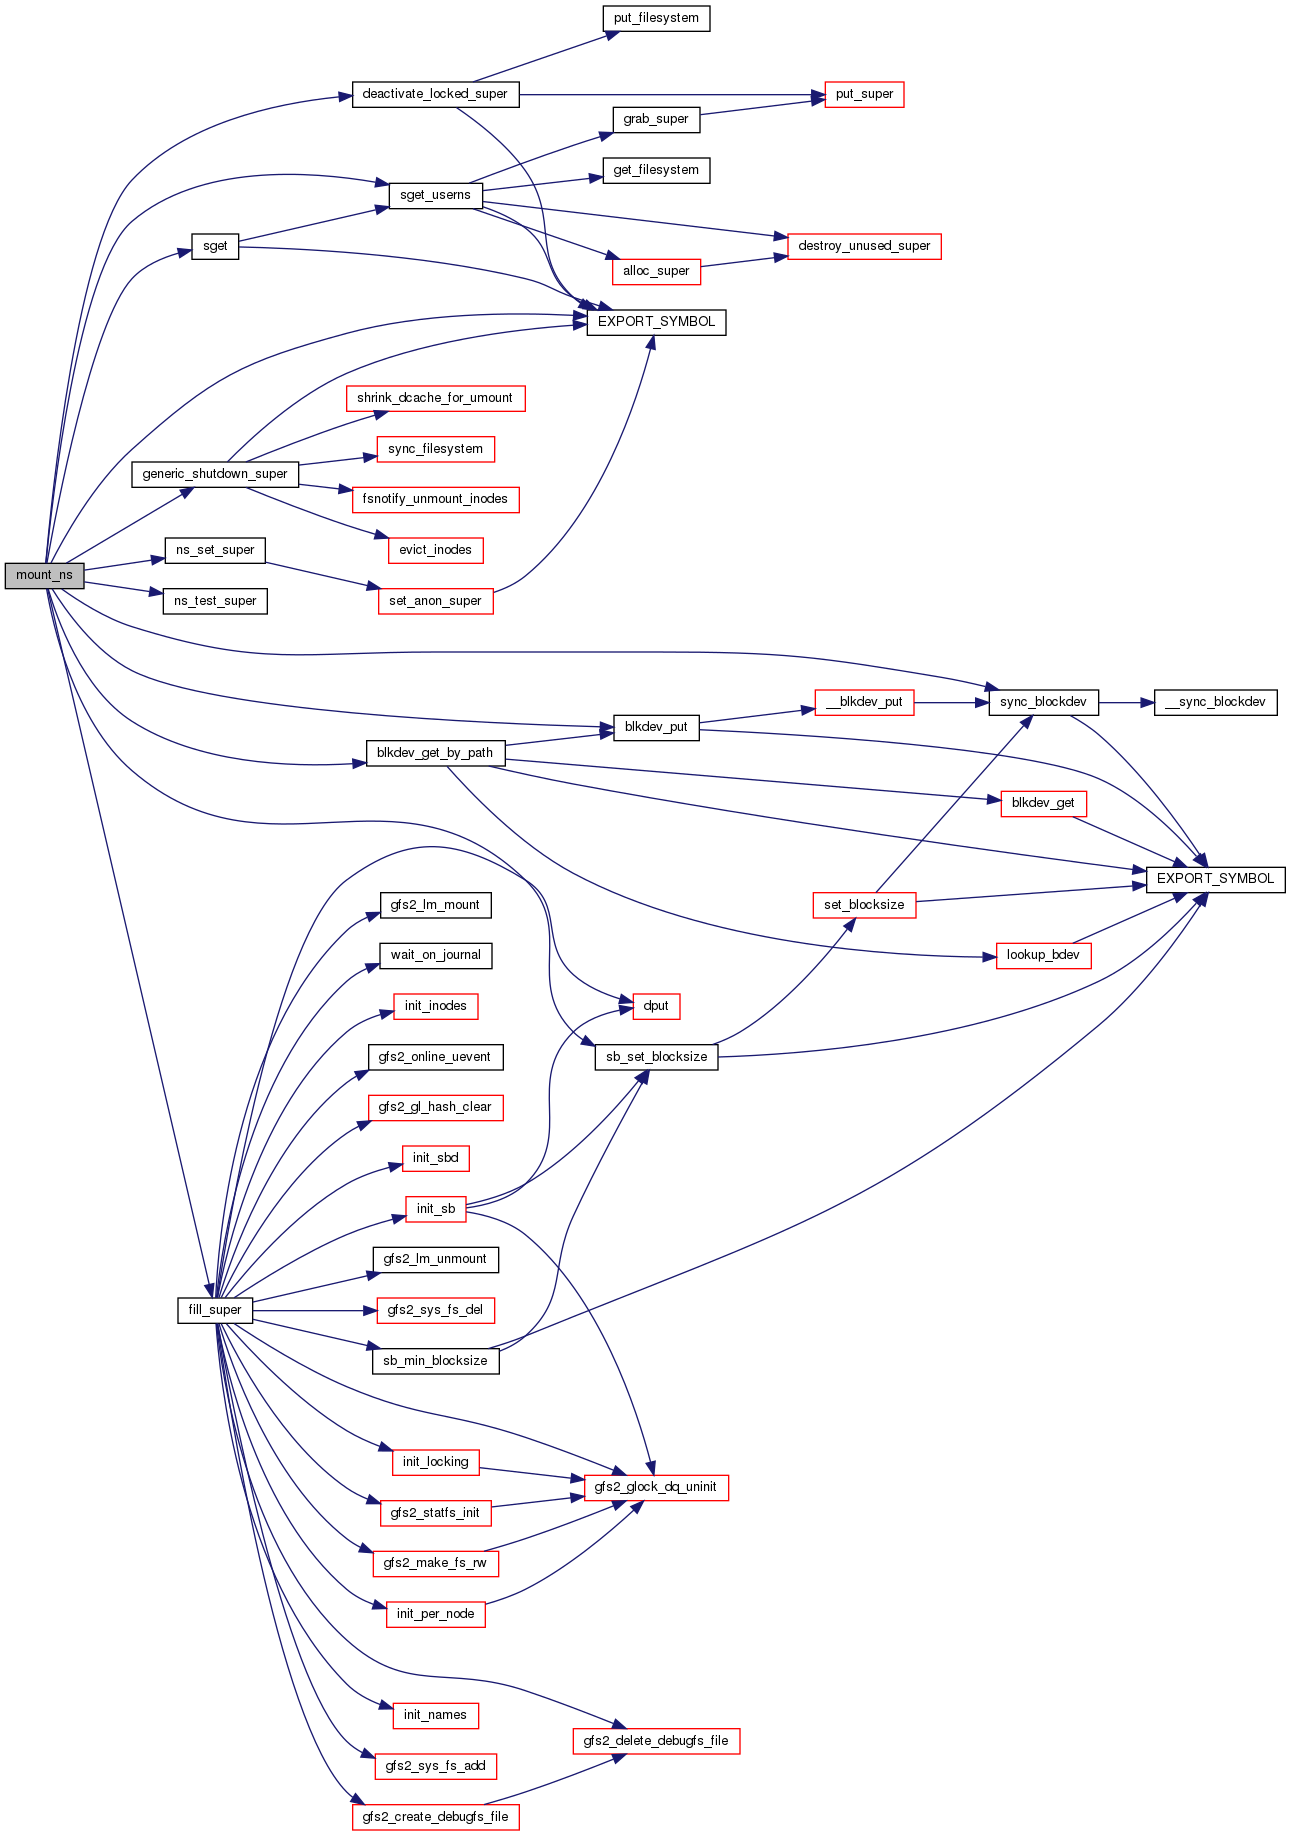 put_filesystem
deactivate_locked_super
put_super
grab_super
get_filesystem
sget_userns
sget
destroy_unused_super
alloc_super
EXPORT_SYMBOL
shrink_dcache_for_umount
sync_filesystem
generic_shutdown_super
fsnotify_unmount_inodes
evict_inodes
ns_set_super
mount_ns
ns_test_super
set_anon_super
__blkdev_put
sync_blockdev
__sync_blockdev
blkdev_put
blkdev_get_by_path
blkdev_get
EXPORT_SYMBOL
gfs2_lm_mount
set_blocksize
wait_on_journal
lookup_bdev
init_inodes
dput
gfs2_online_uevent
sb_set_blocksize
gfs2_gl_hash_clear
init_sbd
init_sb
gfs2_lm_unmount
fill_super
gfs2_sys_fs_del
sb_min_blocksize
init_locking
gfs2_glock_dq_uninit
gfs2_statfs_init
gfs2_make_fs_rw
init_per_node
init_names
gfs2_delete_debugfs_file
gfs2_sys_fs_add
gfs2_create_debugfs_file